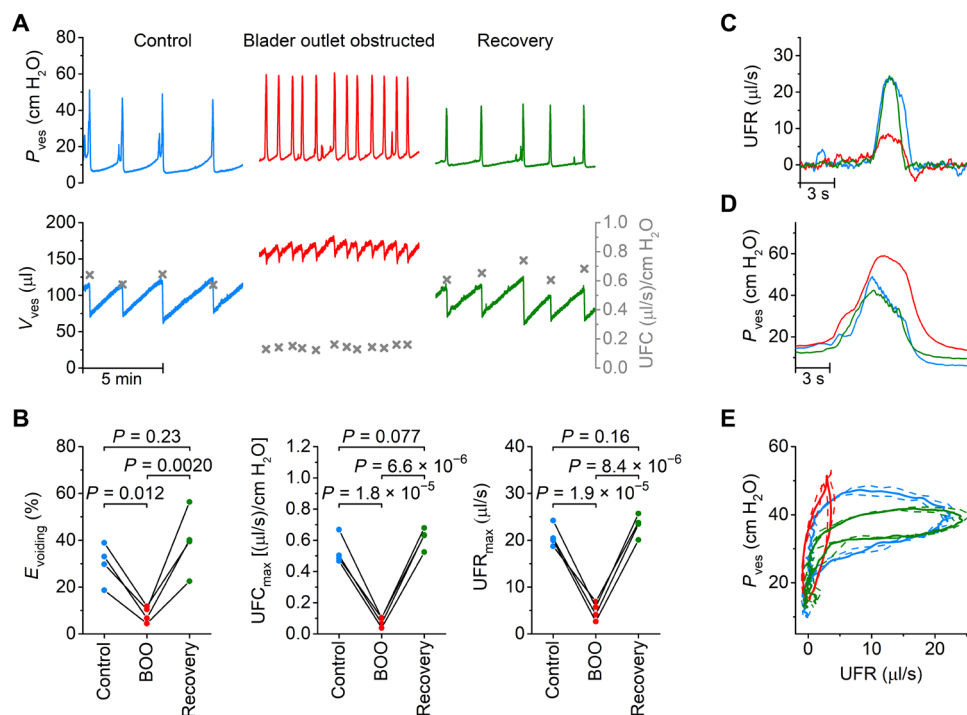 A
Control
Blader outlet obstructed
Recovery
80
60
40
20
0
Pves (cm H2O)
200
150
125
100
75
50
25
0
Vves (µl)
5 min
1.0
0.8
0.6
0.4
0.2
0.0
UFC (µl/s)/cm H2O
B
80
60
40
20
0
Evoiding (%)
P = 0.23
P = 0.0020
P = 0.012
Control
BOO
Recovery
1.2
1.0
0.8
0.6
0.4
0.2
0.0
UFCmax [(µl/s)/cm H2O]
P = 0.077
P = 6.6 × 10−6
P = 1.8 × 10−5
Control
BOO
Recovery
40
30
20
10
0
UFRmax (µl/s)
P = 0.16
P = 8.4 × 10−6
P = 1.9 × 10−5
Control
BOO
Recovery
C
30
20
10
0
UFR (µl/s)
3 s
D
60
40
20
Pves (cm H2O)
3 s
E
60
40
20
Pves (cm H2O)
0
10
20
UFR (µl/s)